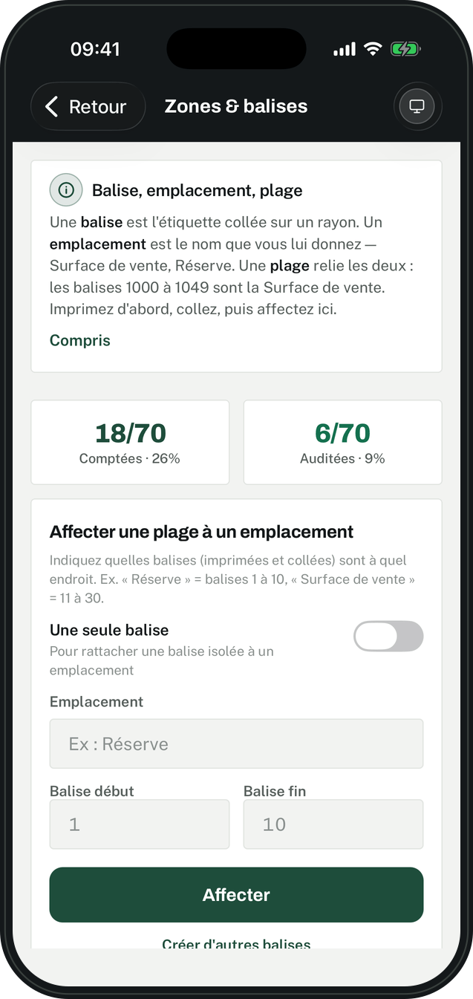 09:41
Retour
Zones & balises
Balise, emplacement, plage
Une balise est l'étiquette collée sur un rayon. Un
emplacement est le nom que vous lui donnez —
Surface de vente, Réserve. Une plage relie les deux :
les balises 1000 à 1049 sont la Surface de vente.
Imprimez d'abord, collez, puis affectez ici.
Compris
18/70
Comptées · 26%
6/70
Auditées · 9%
Affecter une plage à un emplacement
Indiquez quelles balises (imprimées et collées) sont à quel
endroit. Ex. « Réserve » = balises 1 à 10, « Surface de vente »
= 11 à 30.
Une seule balise
Pour rattacher une balise isolée à un
emplacement
Emplacement
Ex : Réserve
Balise début
Balise fin
1
10
Affecter
Créer d'autres balises